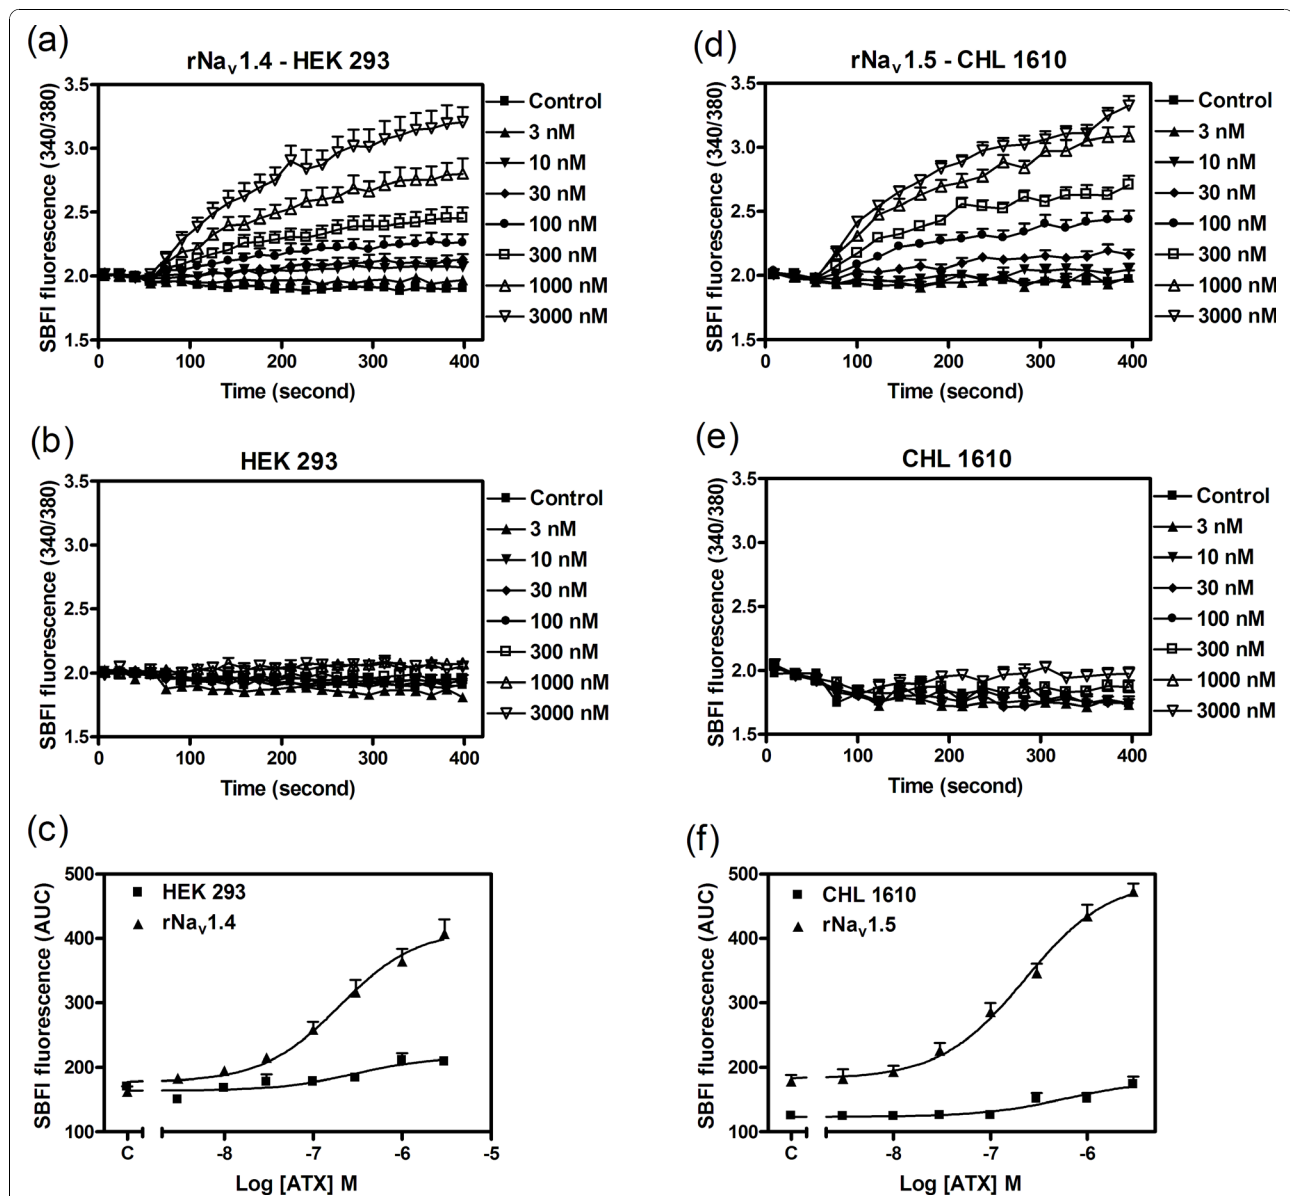 (a)
rNav1.4 - HEK 293
SBFI fluorescence (340/380)
3.5
3.0
2.5
2.0
1.5
0
100
200
300
400
Time (second)
Control
3 nM
10 nM
30 nM
100 nM
300 nM
1000 nM
3000 nM
(d)
rNav1.5 - CHL 1610
SBFI fluorescence (340/380)
3.5
3.0
2.5
2.0
1.5
0
100
200
300
400
Time (second)
Control
3 nM
10 nM
30 nM
100 nM
300 nM
1000 nM
3000 nM
(b)
HEK 293
SBFI fluorescence (340/380)
3.5
3.0
2.5
2.0
1.5
0
100
200
300
400
Time (second)
Control
3 nM
10 nM
30 nM
100 nM
300 nM
1000 nM
3000 nM
(e)
CHL 1610
SBFI fluorescence (340/380)
3.5
3.0
2.5
2.0
1.5
0
100
200
300
400
Time (second)
Control
3 nM
10 nM
30 nM
100 nM
300 nM
1000 nM
3000 nM
(c)
SBFI fluorescence (AUC)
500
400
300
200
100
HEK 293
rNav1.4
C
-8
-7
-6
-5
Log [ATX] M
(f)
SBFI fluorescence (AUC)
500
400
300
200
100
CHL 1610
rNav1.5
C
-8
-7
-6
Log [ATX] M